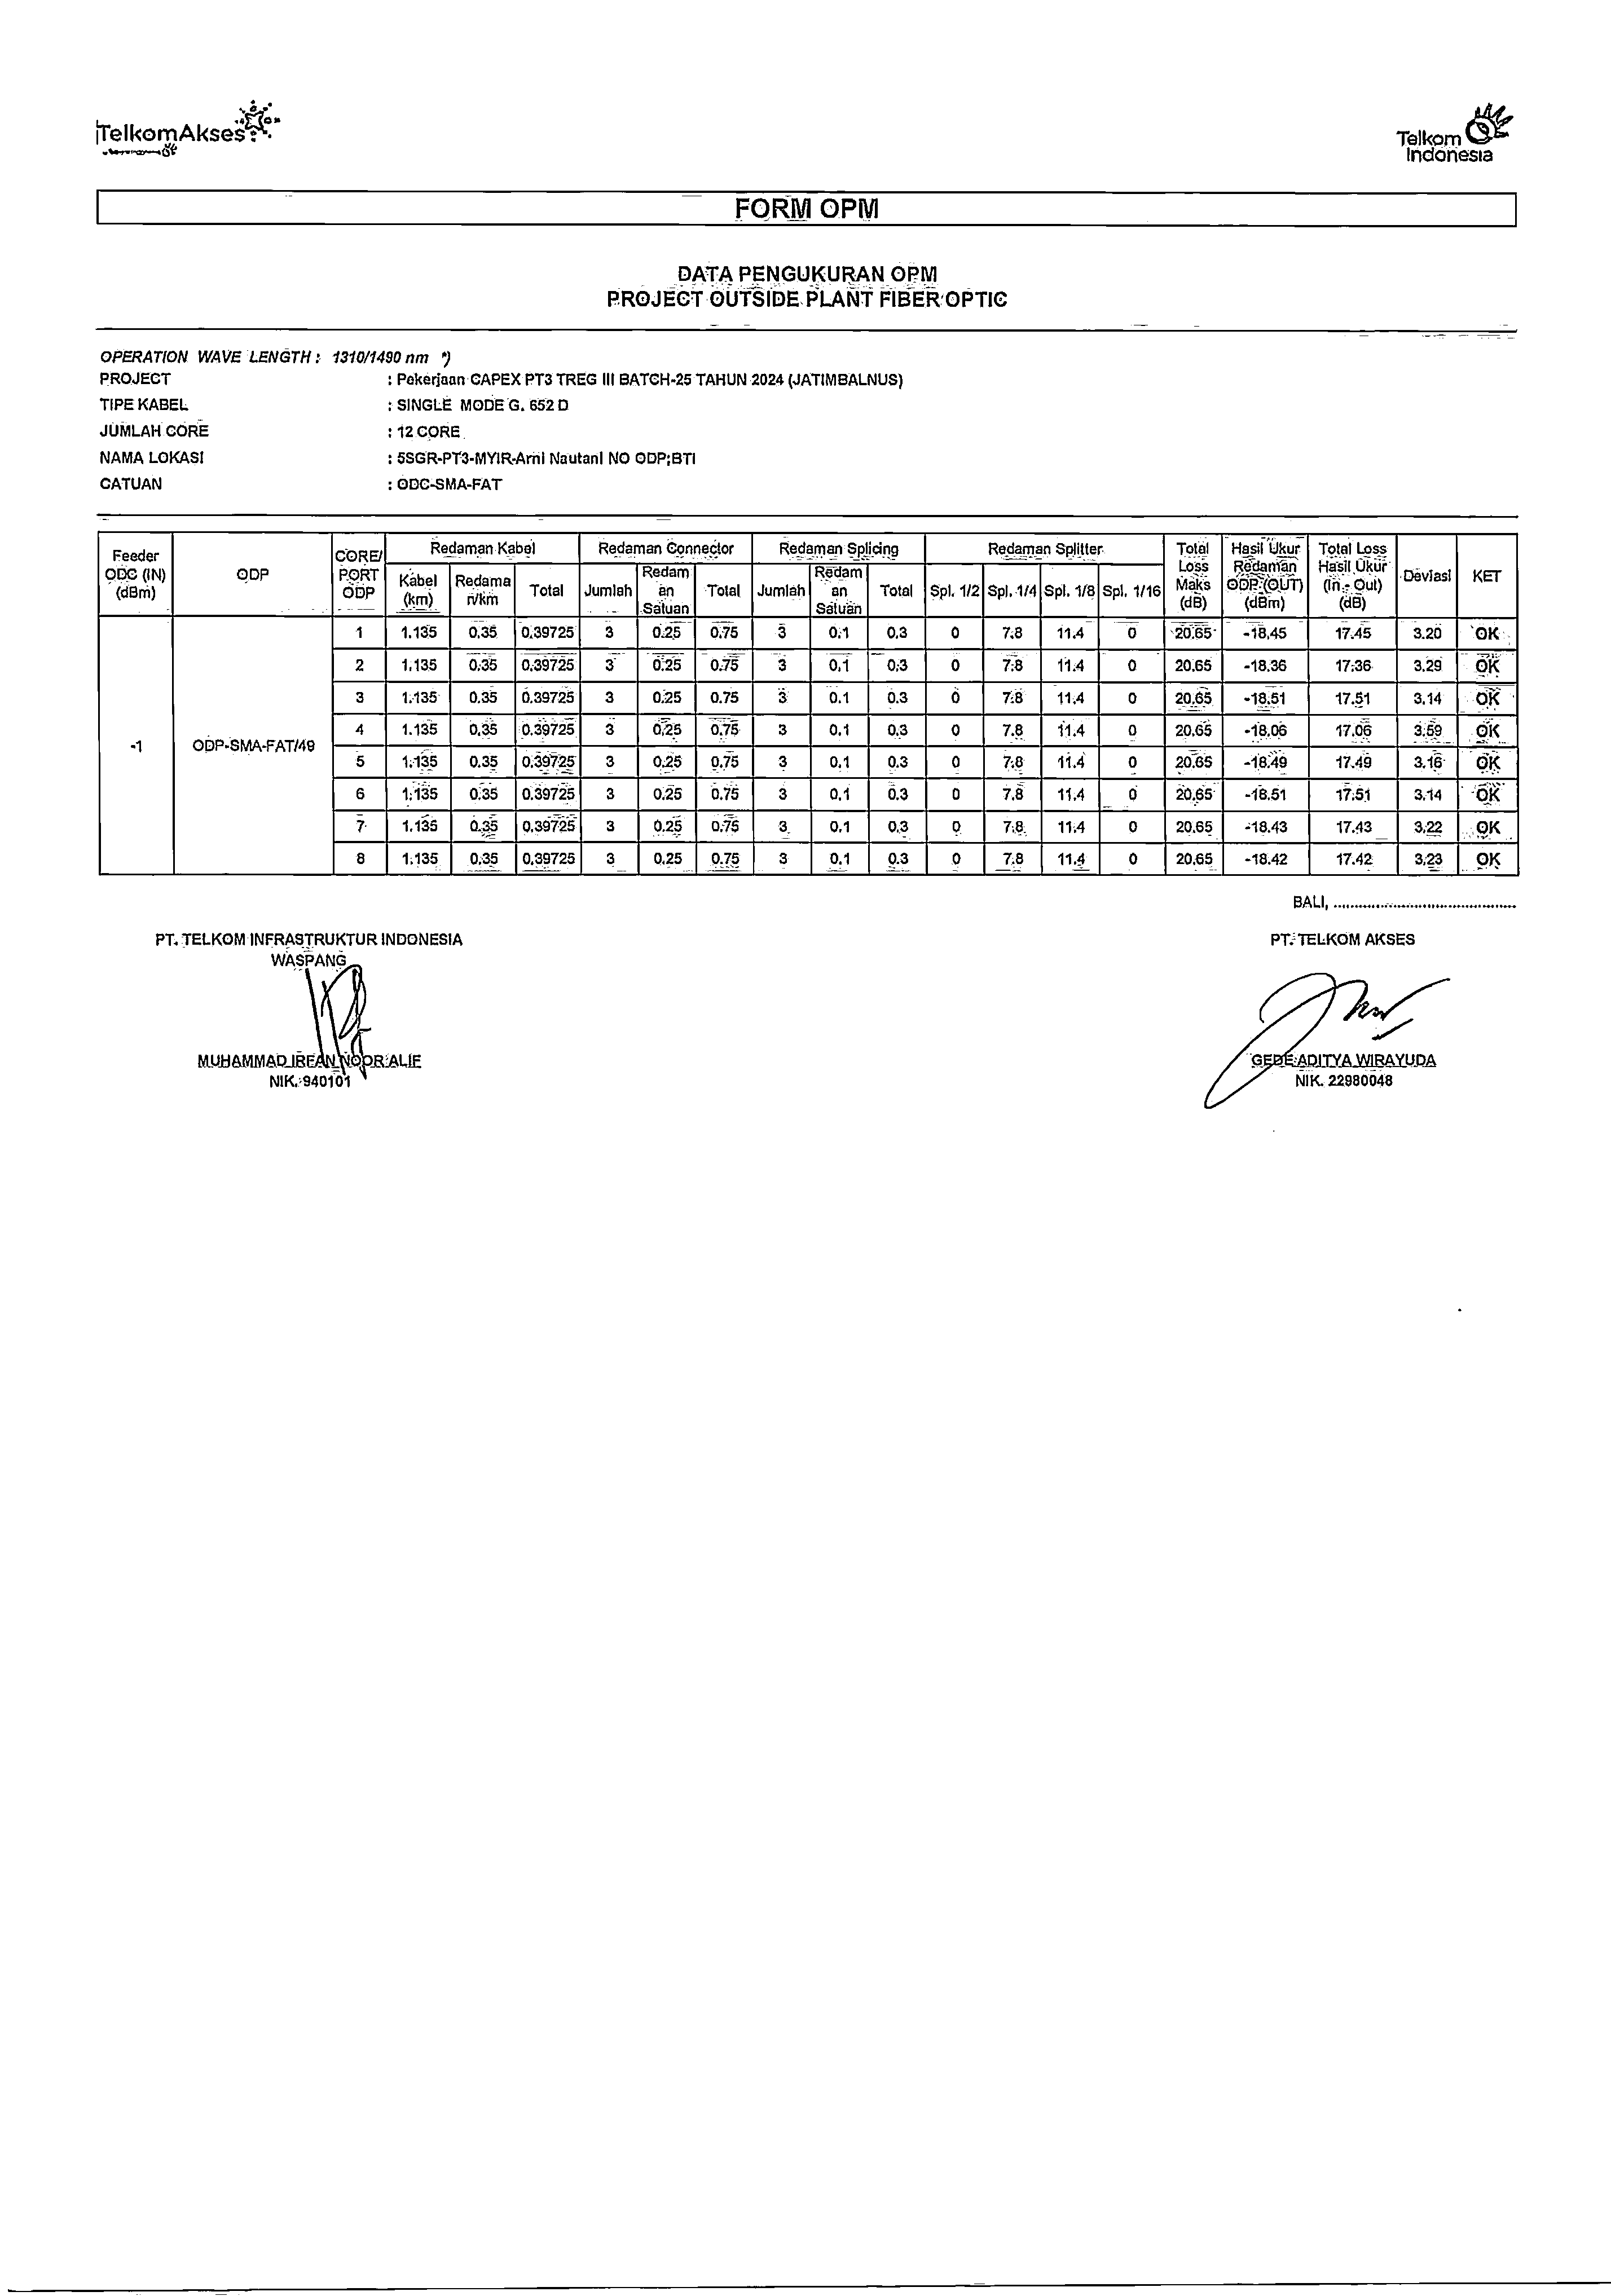 TelkomAkses
Telkom
Indonesia
FORM OPM
DATA PENGUKURAN OPM
PROJECT OUTSIDE PLANT FIBER OPTIC
OPERATION WAVE LENGTH : 1310/1490 nm *)
PROJECT : Pekerjaan CAPEX PT3 TREG III BATCH-25 TAHUN 2024 (JATIMBALNUS)
TIPE KABEL : SINGLE MODE G. 652 D
JUMLAH CORE : 12 CORE
NAMA LOKASI : 5SGR-PT3-MYIR-Arni Nautani NO ODP;BTI
CATUAN : ODC-SMA-FAT
Feeder ODC (IN) (dBm) ODP CORE/ PORT ODP Redaman Kabel Redaman Connector Redaman Splicing Redaman Splitter Total Loss Maks (dB) Hasil Ukur Redaman ODP (OUT) (dBm) Total Loss Hasil Ukur (In - Out) (dB) Deviasi KET
Kabel (km) Redama n/km Total Jumlah Redam an Satuan Total Jumlah Redam an Satuan Total Spl. 1/2 Spl. 1/4 Spl. 1/8 Spl. 1/16
-1 ODP-SMA-FAT/49
1 1.135 0.35 0.39725 3 0.25 0.75 3 0.1 0.3 0 7.8 11.4 0 20.65 -18.45 17.45 3.20 OK
2 1.135 0.35 0.39725 3 0.25 0.75 3 0.1 0.3 0 7.8 11.4 0 20.65 -18.36 17.36 3.29 OK
3 1.135 0.35 0.39725 3 0.25 0.75 3 0.1 0.3 0 7.8 11.4 0 20.65 -18.51 17.51 3.14 OK
4 1.135 0.35 0.39725 3 0.25 0.75 3 0.1 0.3 0 7.8 11.4 0 20.65 -18.06 17.06 3.59 OK
5 1.135 0.35 0.39725 3 0.25 0.75 3 0.1 0.3 0 7.8 11.4 0 20.65 -18.49 17.49 3.16 OK
6 1.135 0.35 0.39725 3 0.25 0.75 3 0.1 0.3 0 7.8 11.4 0 20.65 -18.51 17.51 3.14 OK
7 1.135 0.35 0.39725 3 0.25 0.75 3 0.1 0.3 0 7.8 11.4 0 20.65 -18.43 17.43 3.22 OK
8 1.135 0.35 0.39725 3 0.25 0.75 3 0.1 0.3 0 7.8 11.4 0 20.65 -18.42 17.42 3.23 OK
BALI, ..........................................
PT. TELKOM INFRASTRUKTUR INDONESIA
WASPANG
MUHAMMAD IRFAN NOOR ALIF
NIK. 940101
PT. TELKOM AKSES
GEDE ADITYA WIRAYUDA
NIK. 22980048